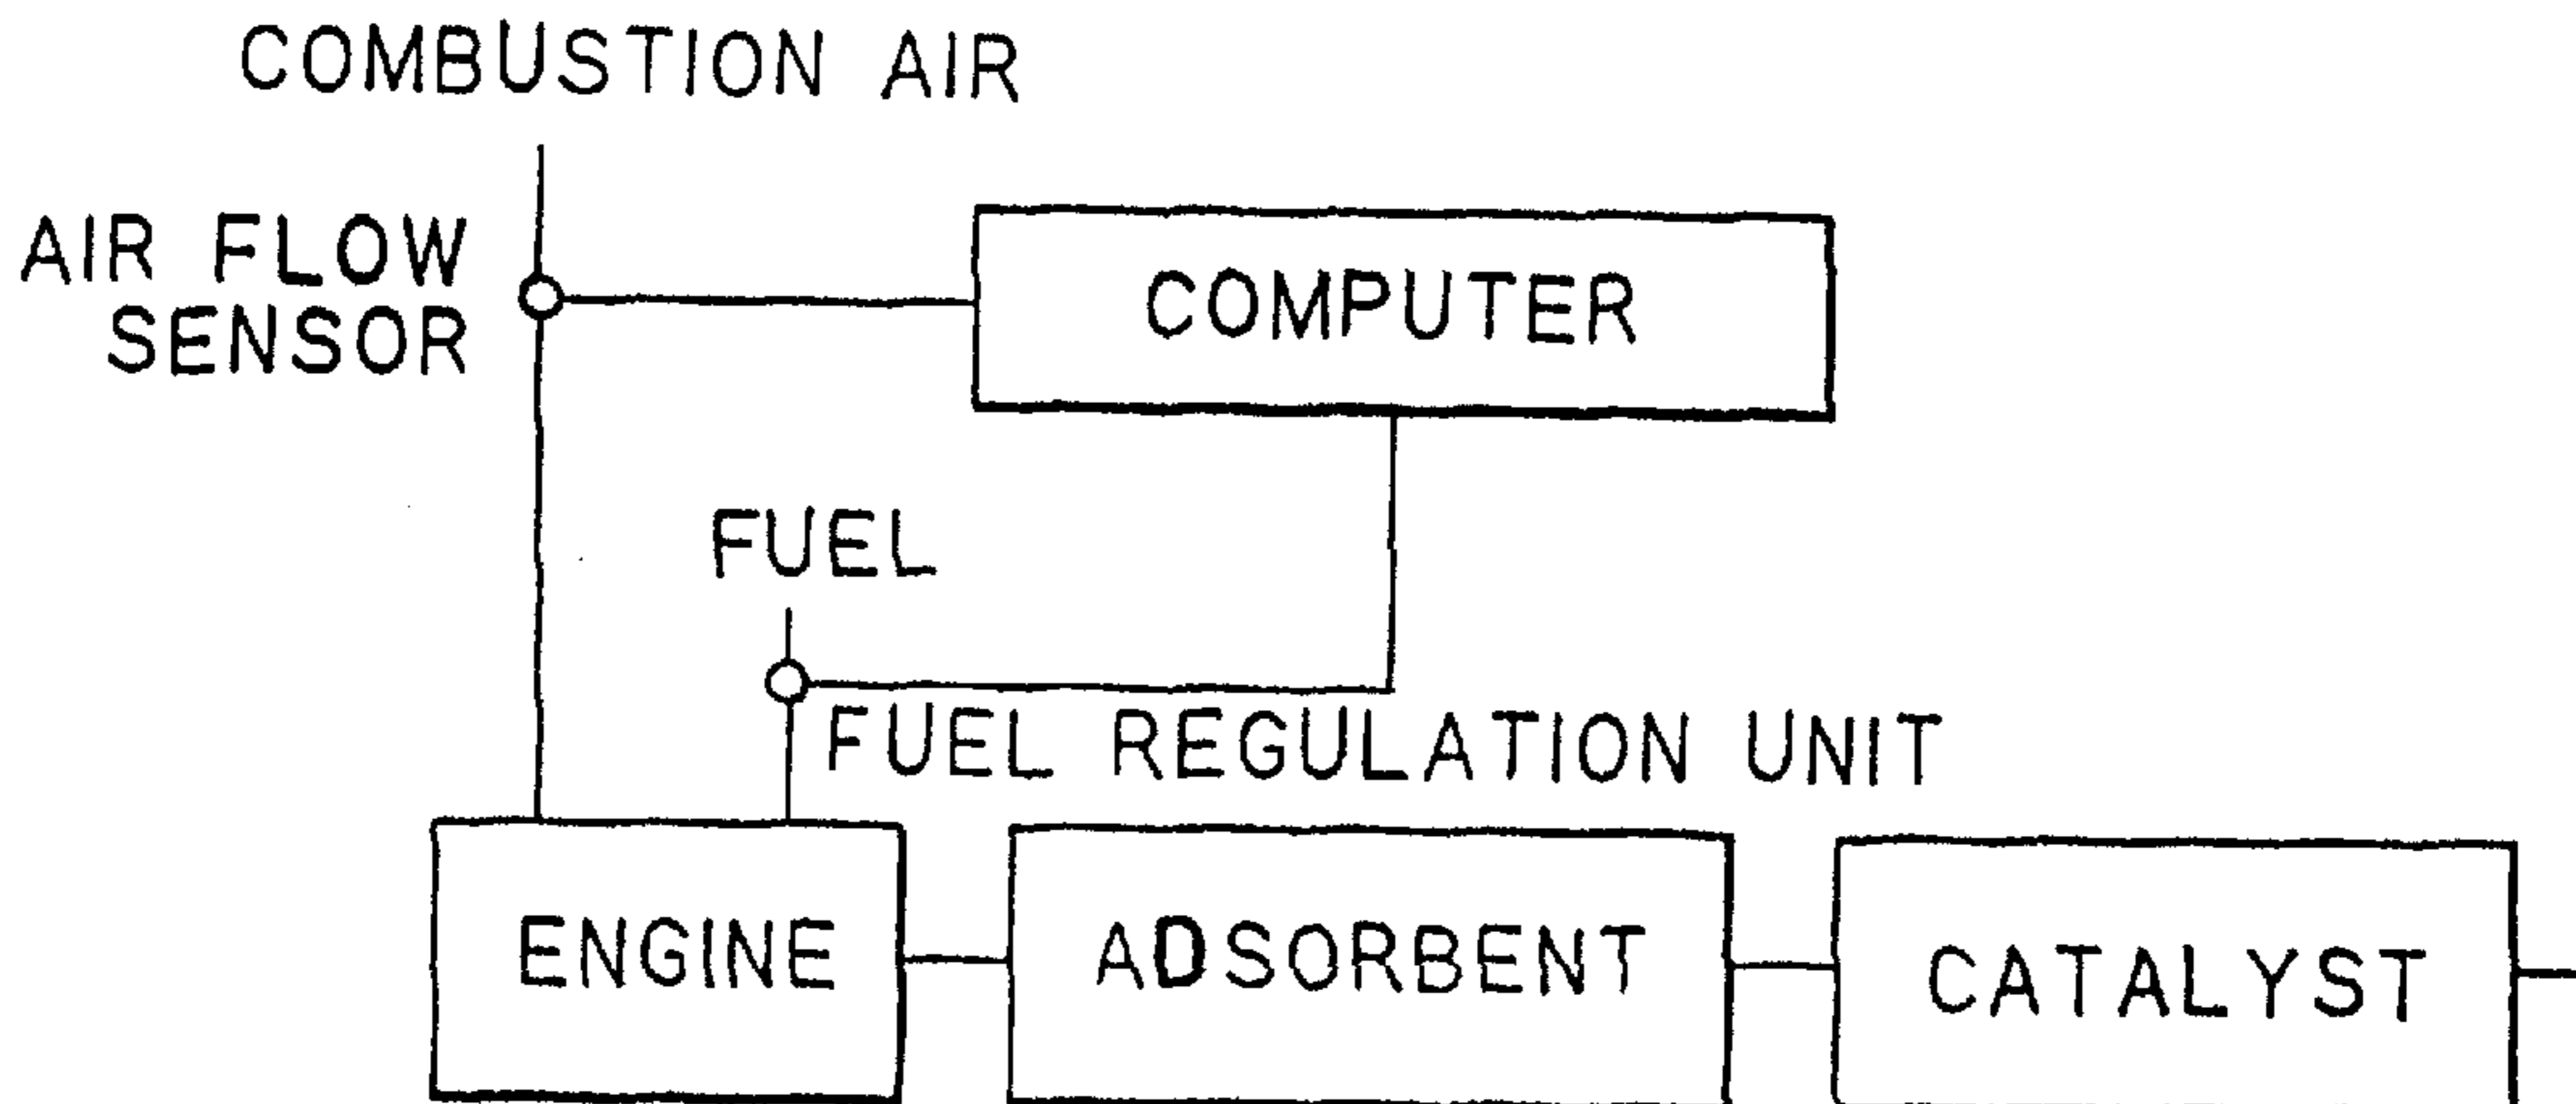 COMBUSTION AIR
AIR FLOW
SENSOR
COMPUTER
FUEL
FUEL REGULATION UNIT
ENGINE
ADSORBENT
CATALYST